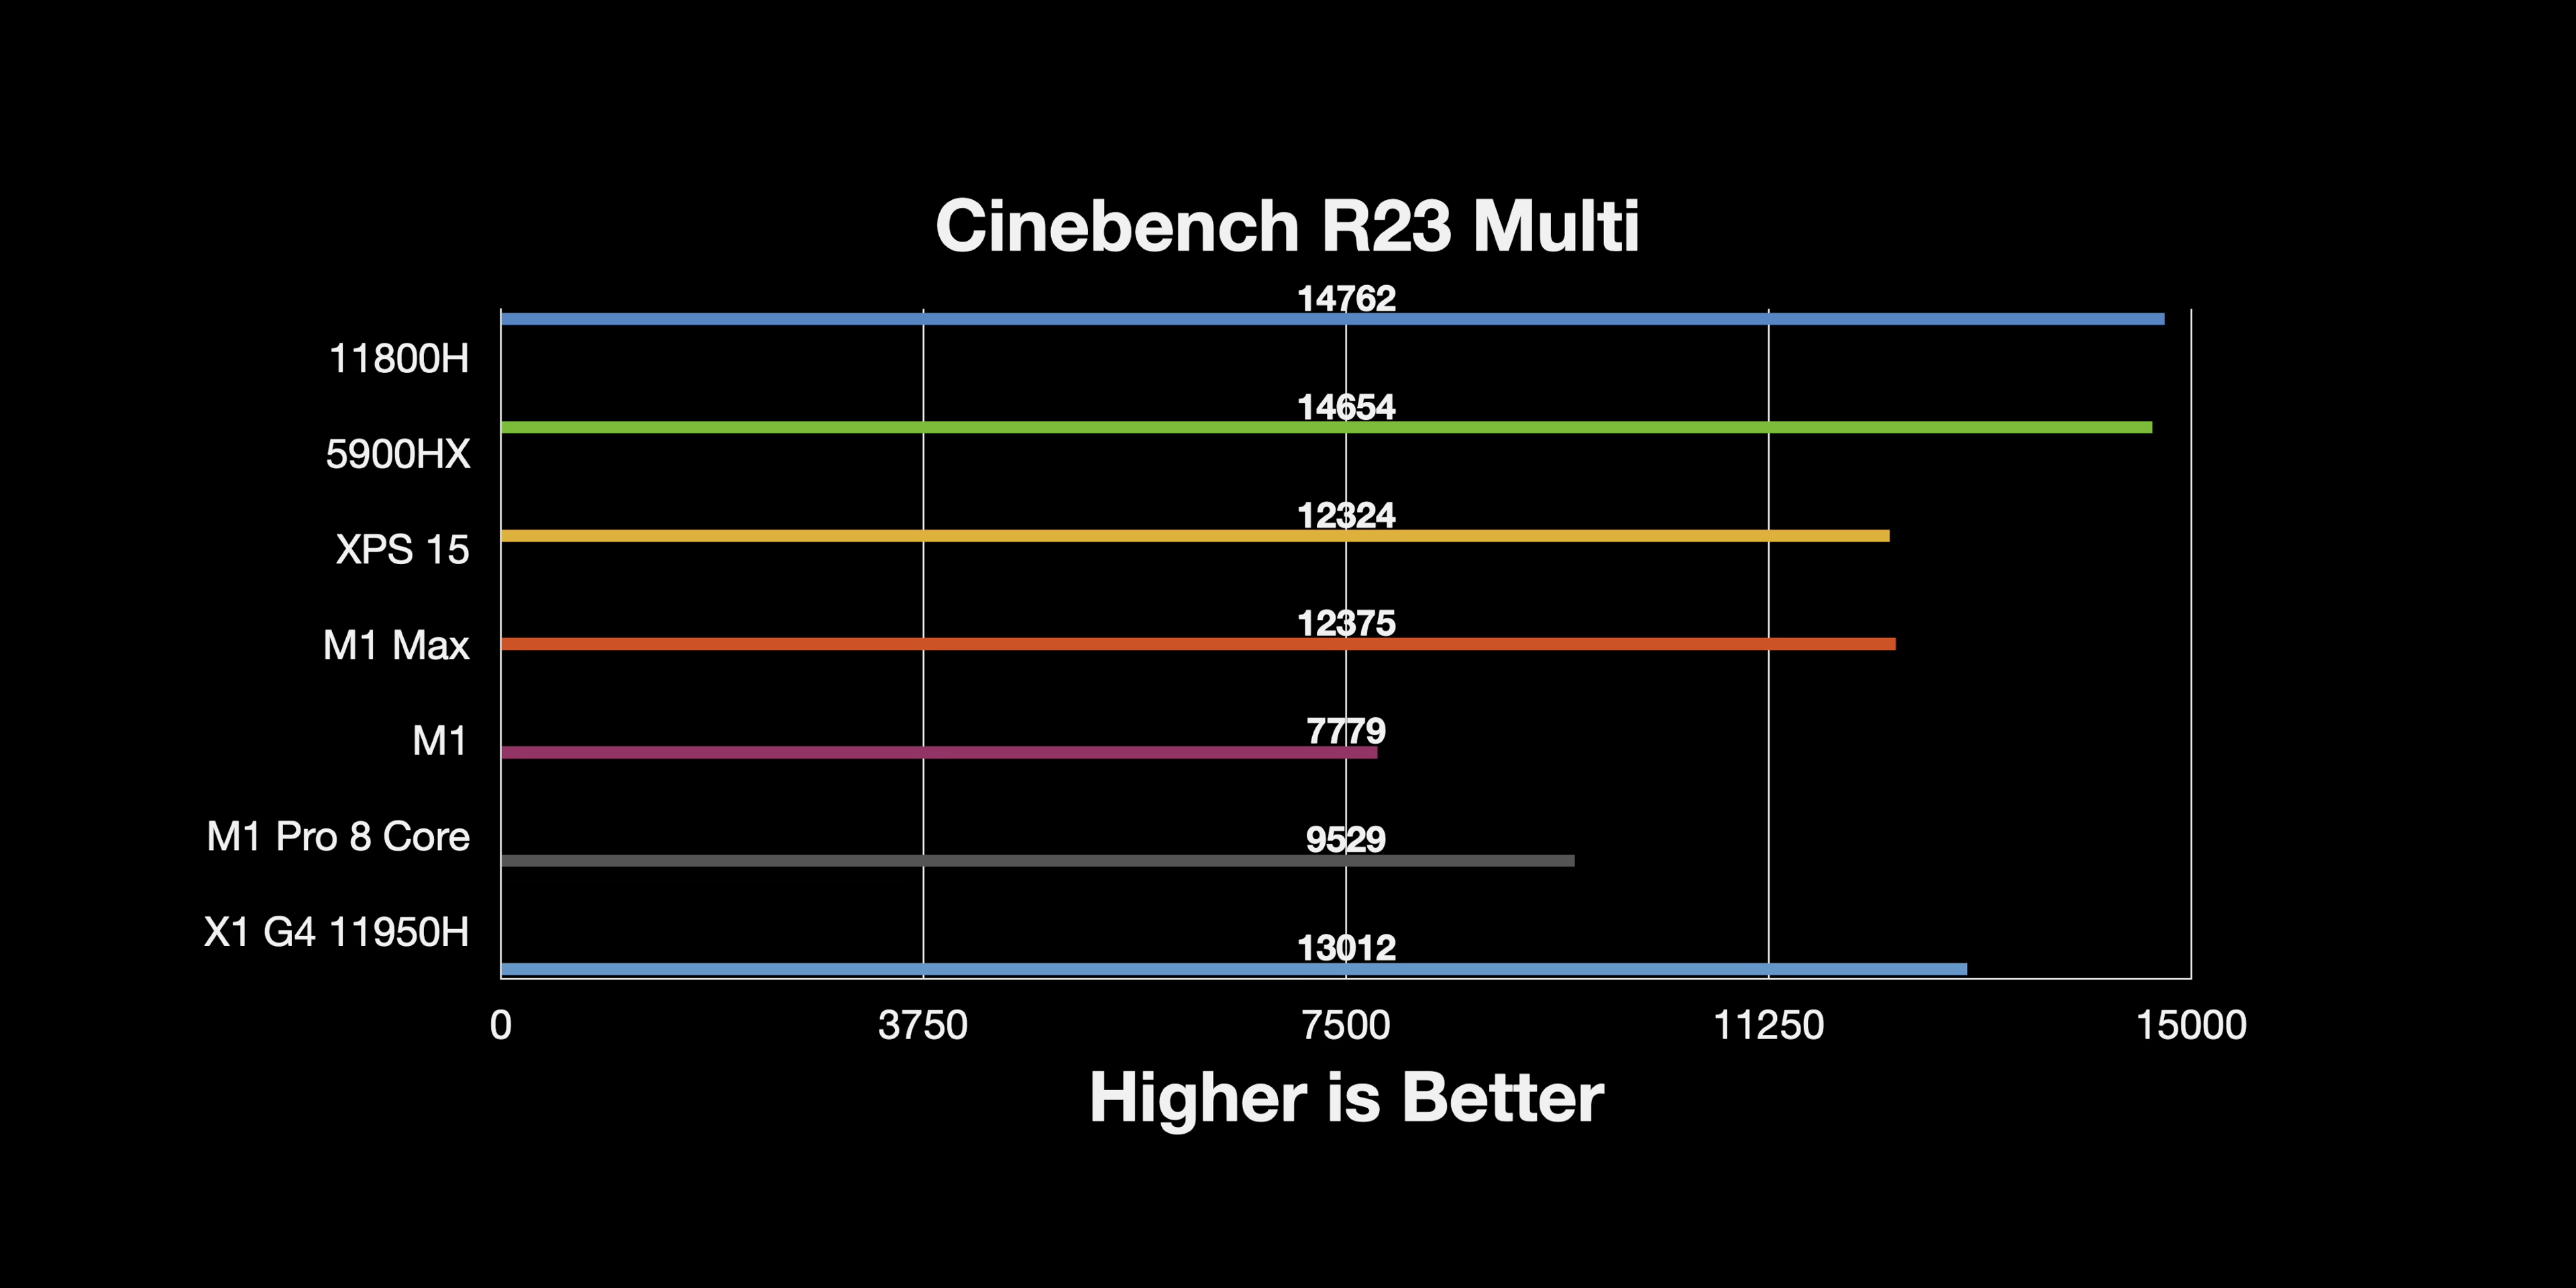 Cinebench R23 Multi
14762
11800H
14654
5900HX
12324
XPS 15
12375
M1 Max
7779
M1
9529
M1 Pro 8 Core
13012
X1 G4 11950H
0 3750 7500 11250 15000
Higher is Better